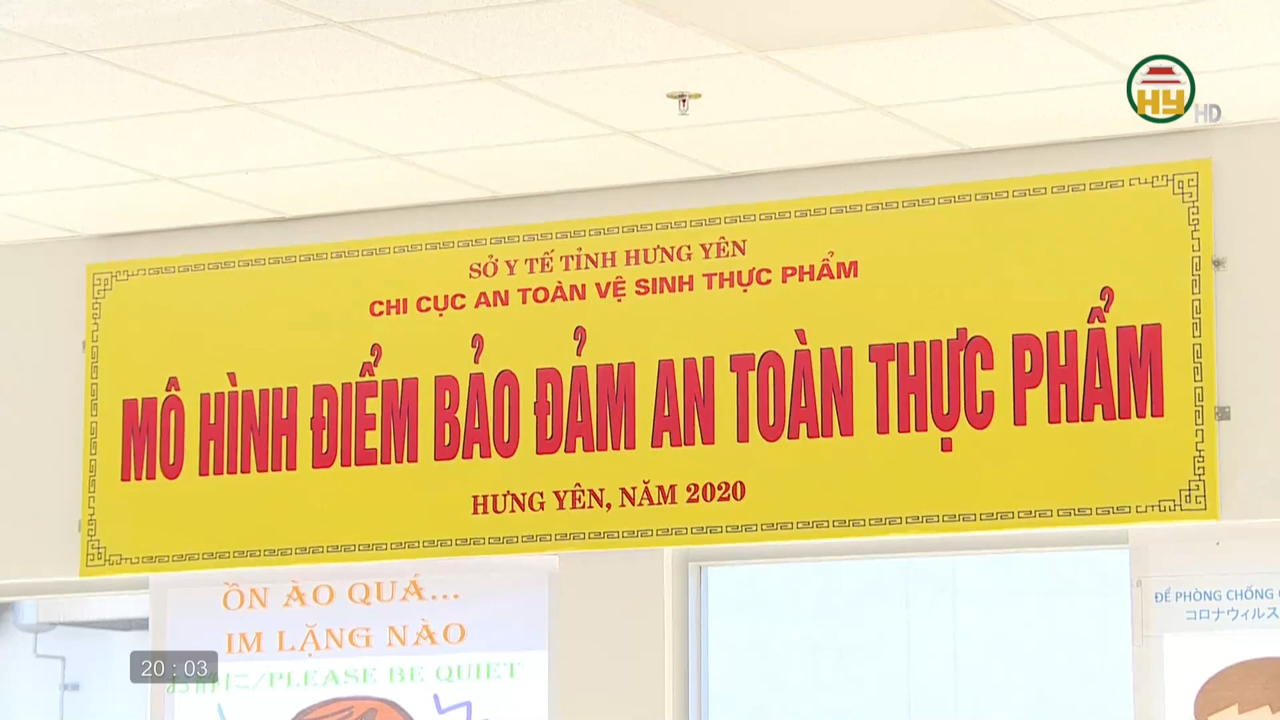 HY HD
SỞ Y TẾ TỈNH HƯNG YÊN
CHI CỤC AN TOÀN VỆ SINH THỰC PHẨM
MÔ HÌNH ĐIỂM BẢO ĐẢM AN TOÀN THỰC PHẨM
HƯNG YÊN, NĂM 2020
ỒN ÀO QUÁ...
IM LẶNG NÀO
/PLEASE BE QUIET
20 : 03
ĐỂ PHÒNG CHỐNG
コロナウィルス